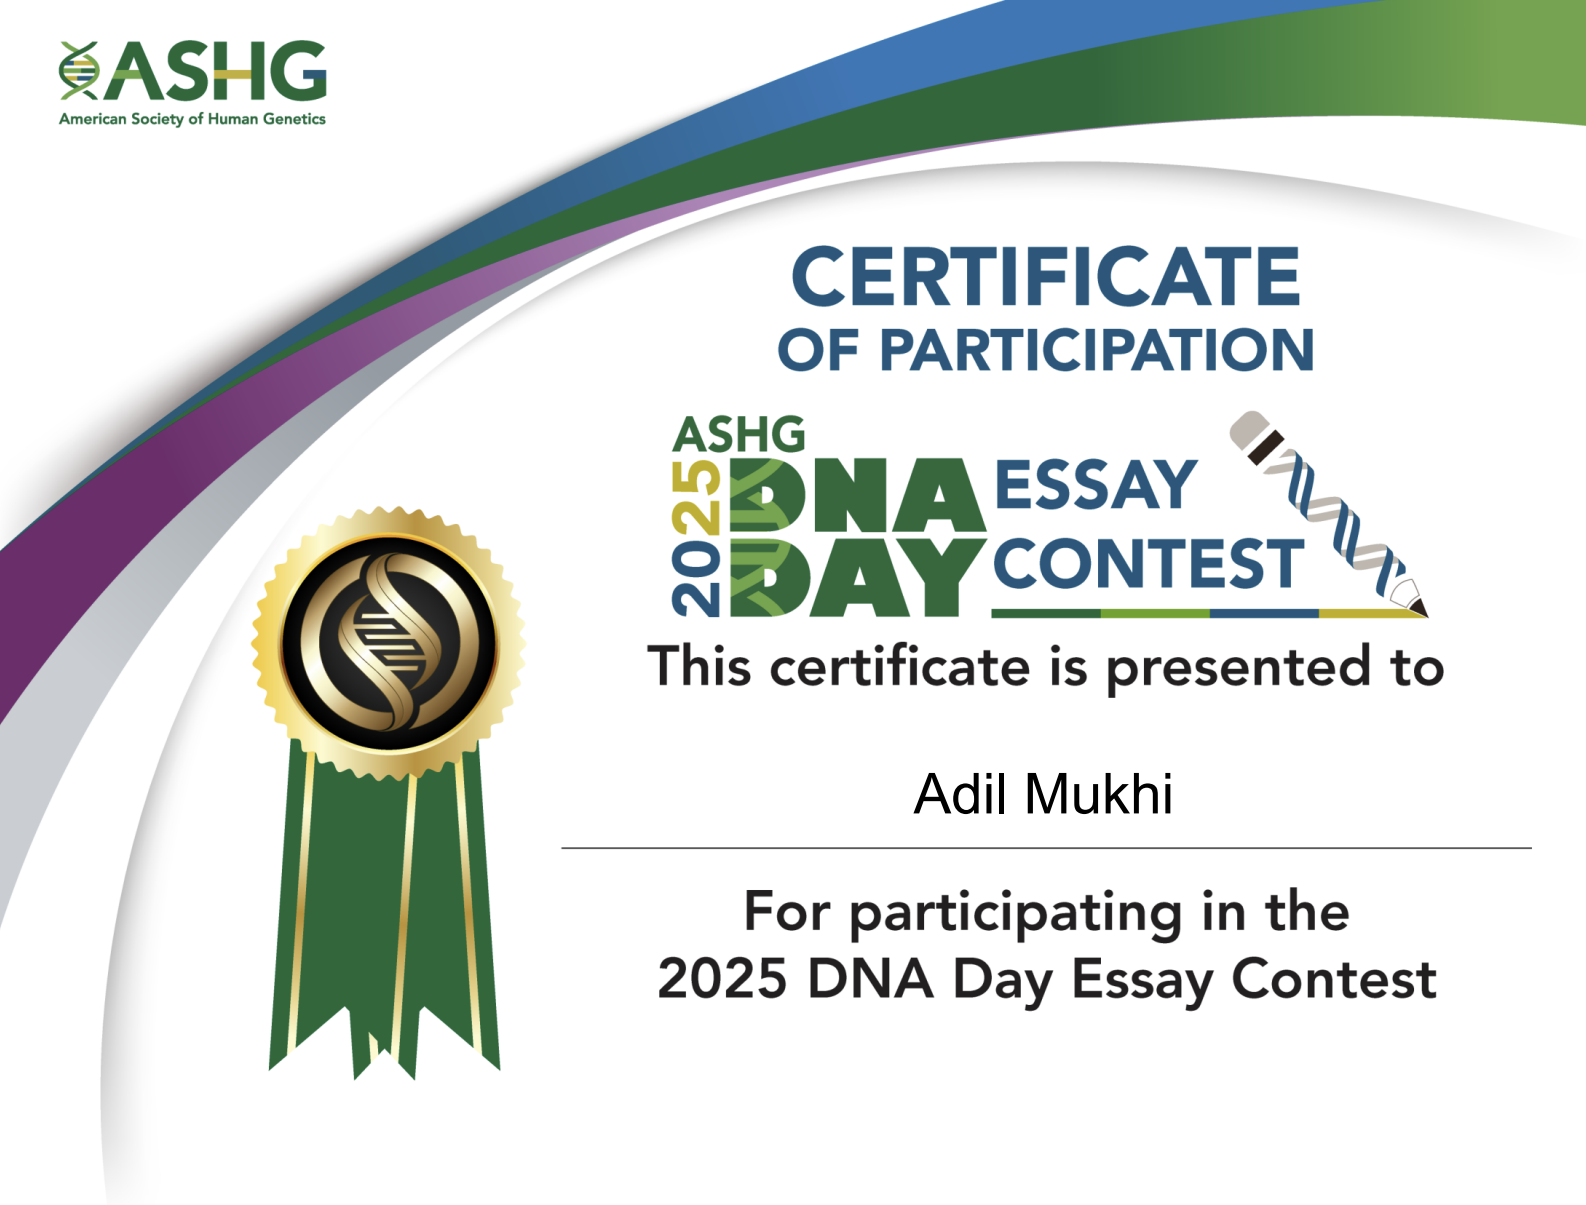 ASHG
American Society of Human Genetics
CERTIFICATE
OF PARTICIPATION
ASHG
2025
DNA
DAY
ESSAY
CONTEST
This certificate is presented to
Adil Mukhi
For participating in the
2025 DNA Day Essay Contest